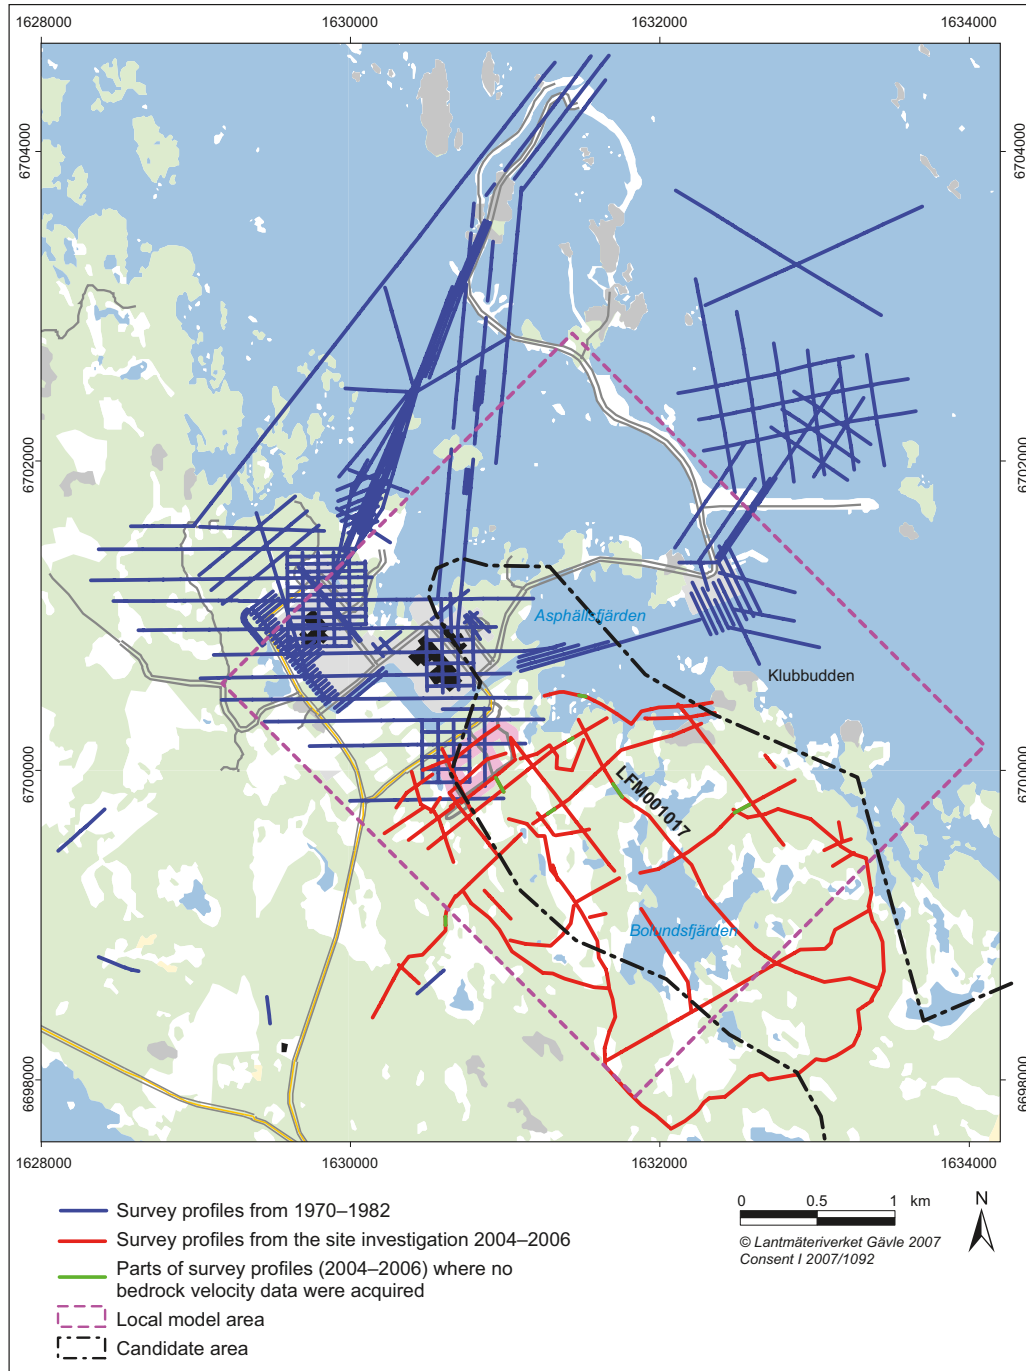 1628000 1630000 1632000 1634000
6704000 6704000
6702000 6702000
Asphällsfjärden
Klubbudden
6700000 6700000
LFM001017
Bolundsfjärden
6698000 6698000
1628000 1630000 1632000 1634000
Survey profiles from 1970–1982
Survey profiles from the site investigation 2004–2006
Parts of survey profiles (2004–2006) where no
bedrock velocity data were acquired
Local model area
Candidate area
0 0.5 1 km
N
© Lantmäteriverket Gävle 2007
Consent I 2007/1092